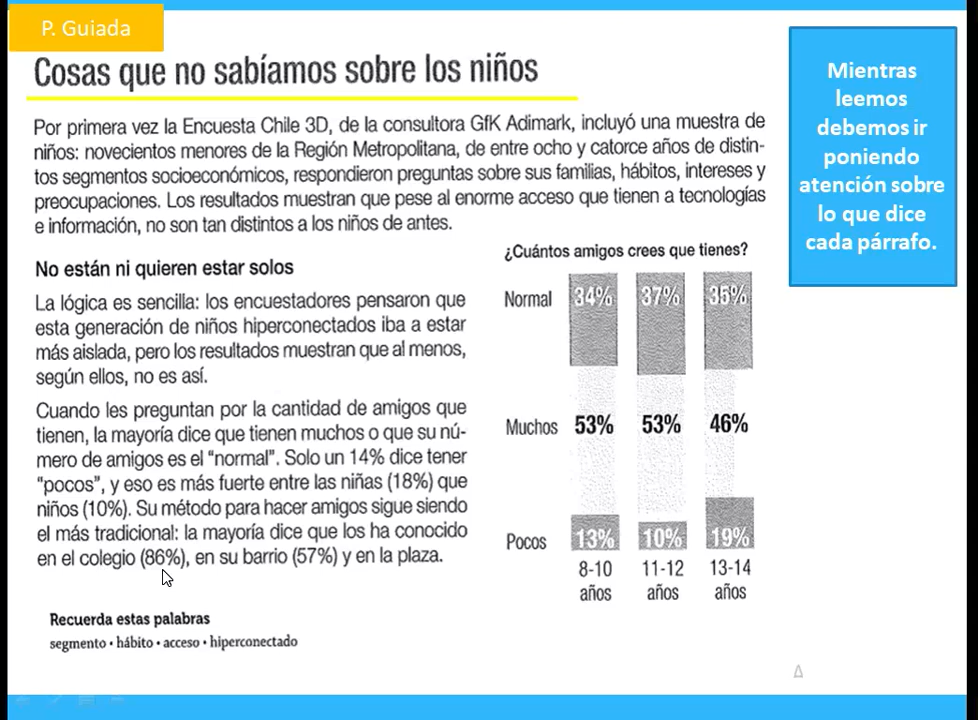 P. Guiada
Cosas que no sabíamos sobre los niños
Por primera vez la Encuesta Chile 3D, de la consultora GfK Adimark, incluyó una muestra de
niños: novecientos menores de la Región Metropolitana, de entre ocho y catorce años de distin-
tos segmentos socioeconómicos, respondieron preguntas sobre sus familias, hábitos, intereses y
preocupaciones. Los resultados muestran que pese al enorme acceso que tienen a tecnologías
e información, no son tan distintos a los niños de antes.
No están ni quieren estar solos
La lógica es sencilla: los encuestadores pensaron que
esta generación de niños hiperconectados iba a estar
más aislada, pero los resultados muestran que al menos,
según ellos, no es así.
Cuando les preguntan por la cantidad de amigos que
tienen, la mayoría dice que tienen muchos o que su nú-
mero de amigos es el “normal”. Solo un 14% dice tener
“pocos”, y eso es más fuerte entre las niñas (18%) que
niños (10%). Su método para hacer amigos sigue siendo
el más tradicional: la mayoría dice que los ha conocido
en el colegio (86%), en su barrio (57%) y en la plaza.
Recuerda estas palabras
segmento • hábito • acceso • hiperconectado
¿Cuántos amigos crees que tienes?
Normal 34% 37% 35%
Muchos 53% 53% 46%
Pocos 13% 10% 19%
8-10 11-12 13-14
años años años
Mientras
leemos
debemos ir
poniendo
atención sobre
lo que dice
cada párrafo.